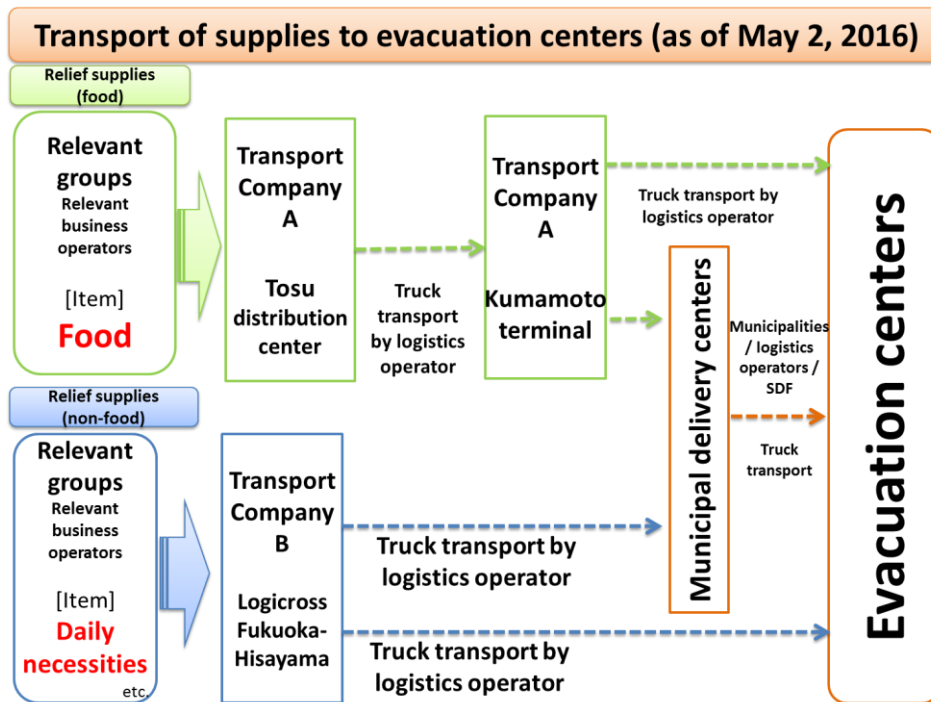 Transport of supplies to evacuation centers (as of May 2, 2016)
Relief supplies
(food)
Relevant
groups
Relevant
business
operators
[Item]
Food
Transport
Company
A
Tosu
distribution
center
Truck
transport
by logistics
operator
Transport
Company
A
Kumamoto
terminal
Truck transport by
logistics operator
Municipal delivery centers
Municipalities
/ logistics
operators /
SDF
Truck
transport
Evacuation centers
Relief supplies
(non-food)
Relevant
groups
Relevant
business
operators
[Item]
Daily
necessities
etc.
Transport
Company
B
Logicross
Fukuoka-
Hisayama
Truck transport by
logistics operator
Truck transport by
logistics operator